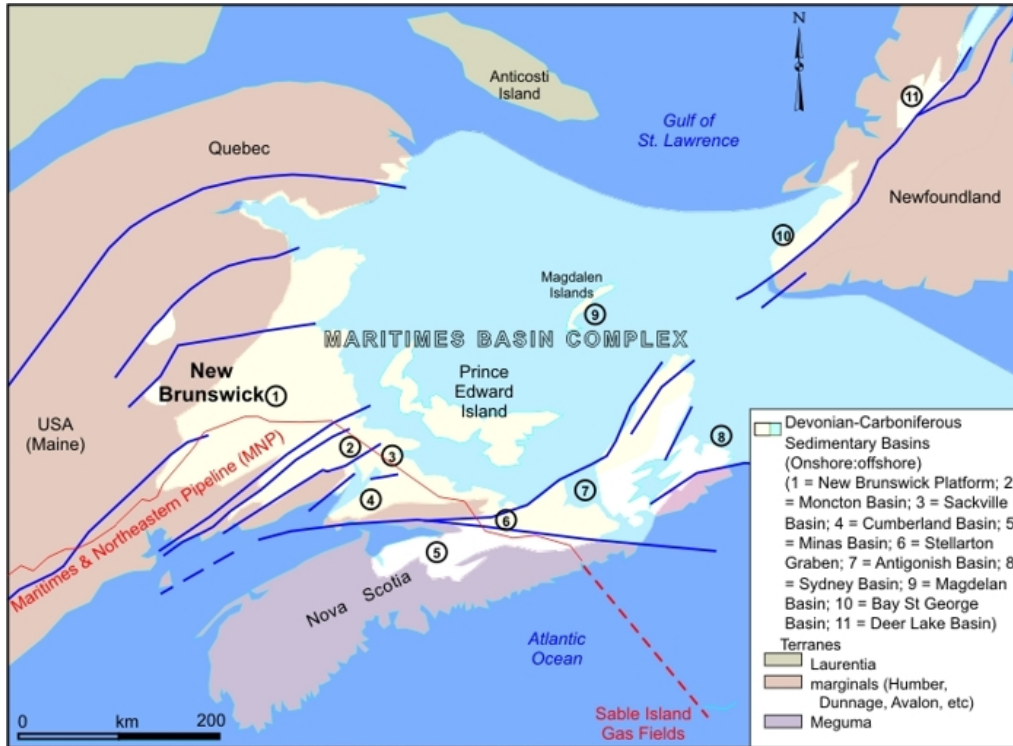 N
Anticosti
Island
11
Gulf of
St. Lawrence
Quebec
Newfoundland
10
Magdalen
Islands
9
MARITIMES BASIN COMPLEX
New
Brunswick
1
Prince
Edward
Island
USA
(Maine)
Maritimes & Northeastern Pipeline (MNP)
2
3
4
5
6
7
8
Nova Scotia
Atlantic
Ocean
Sable Island
Gas Fields
0 km 200
Devonian-Carboniferous
Sedimentary Basins
(Onshore:offshore)
(1 = New Brunswick Platform; 2
= Moncton Basin; 3 = Sackville
Basin; 4 = Cumberland Basin; 5
= Minas Basin; 6 = Stellarton
Graben; 7 = Antigonish Basin; 8
= Sydney Basin; 9 = Magdelan
Basin; 10 = Bay St George
Basin; 11 = Deer Lake Basin)
Terranes
Laurentia
marginals (Humber,
Dunnage, Avalon, etc)
Meguma